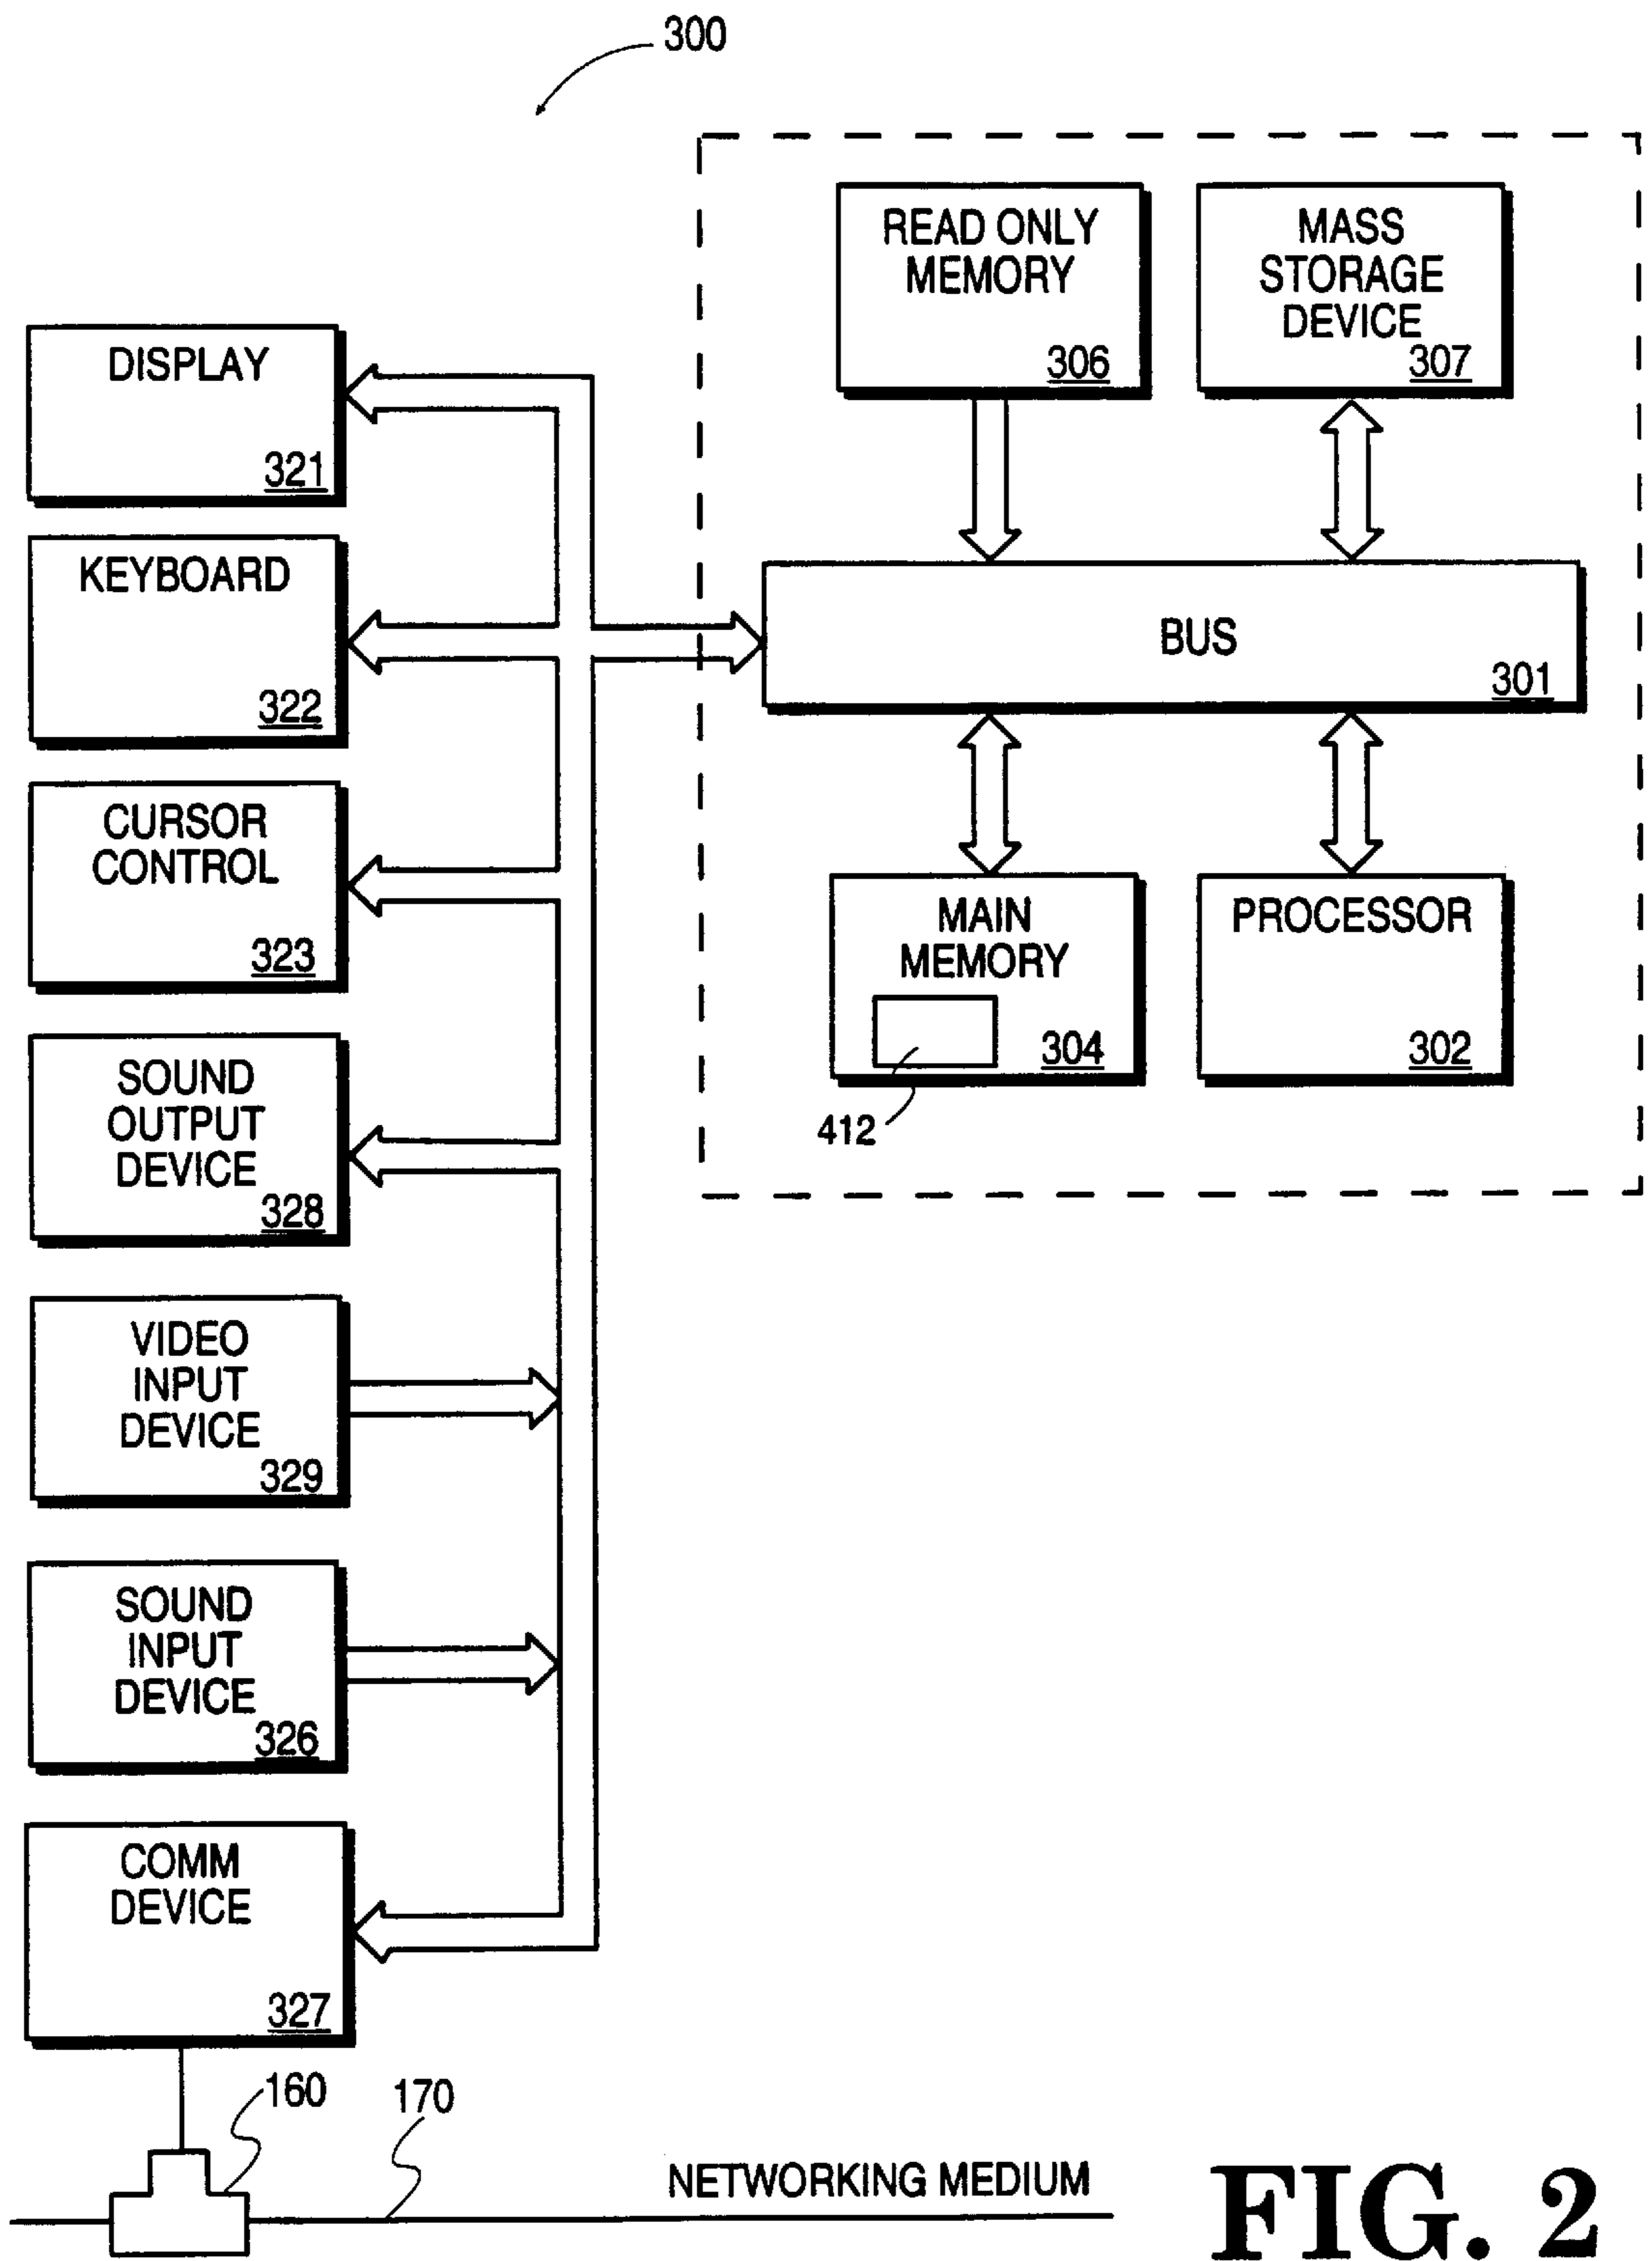 300
READ ONLY
MEMORY
306
MASS
STORAGE
DEVICE
307
DISPLAY
321
KEYBOARD
322
BUS
301
CURSOR
CONTROL
323
MAIN
MEMORY
304
412
PROCESSOR
302
SOUND
OUTPUT
DEVICE
328
VIDEO
INPUT
DEVICE
329
SOUND
INPUT
DEVICE
326
COMM
DEVICE
327
160
170
NETWORKING MEDIUM
FIG. 2